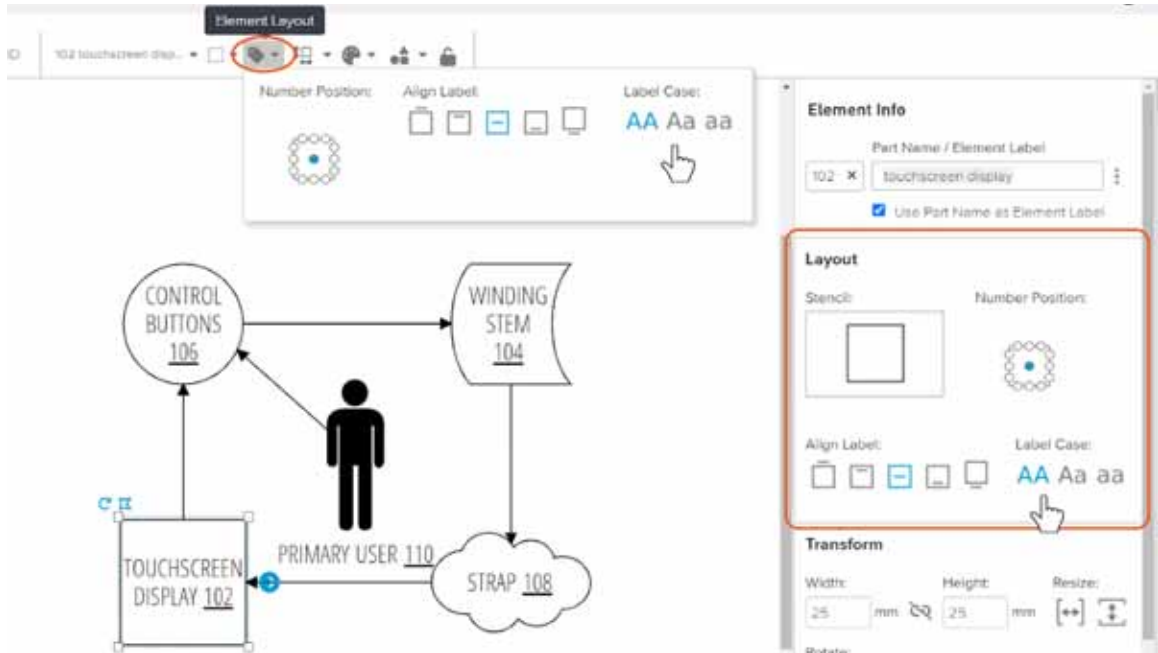 Element Layout
102 touchscreen disp...
Number Position:
Align Label:
Label Case:
AA Aa aa
Element Info
Part Name / Element Label
102 ×
touchscreen display
Use Part Name as Element Label
Layout
Stencil:
Number Position:
Align Label:
Label Case:
AA Aa aa
Transform
Width:
Height:
Resize:
25 mm
25 mm
Rotate:
CONTROL
BUTTONS
106
WINDING
STEM
104
PRIMARY USER 110
TOUCHSCREEN
DISPLAY 102
STRAP 108